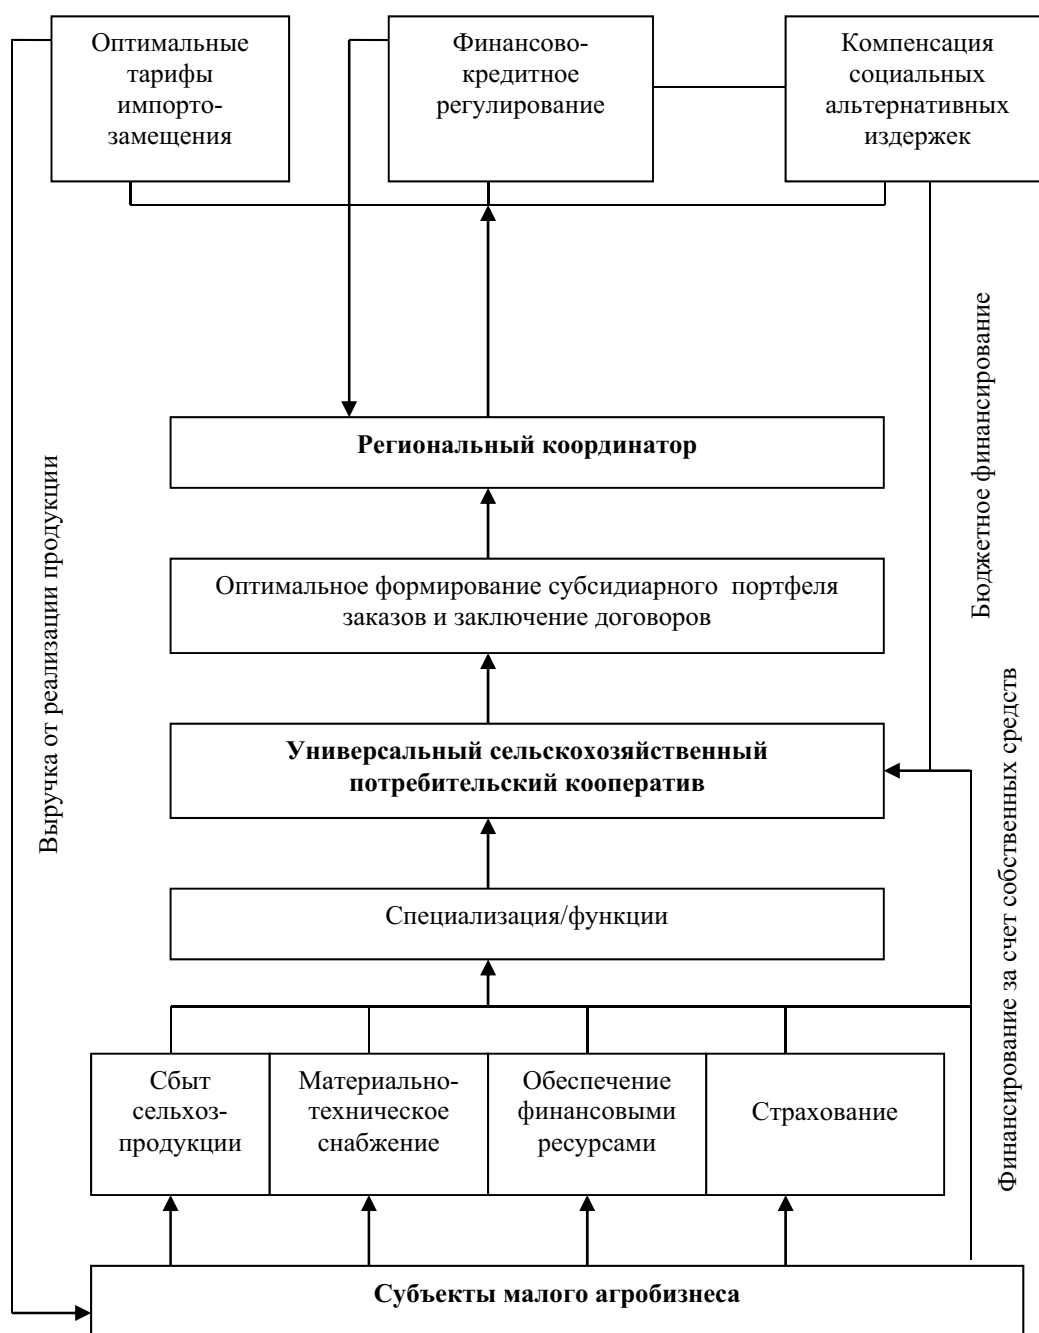 Оптимальные
тарифы
импорто-
замещения
Финансово-
кредитное
регулирование
Компенсация
социальных
альтернативных
издержек
Бюджетное финансирование
Региональный координатор
Выручка от реализации продукции
Оптимальное формирование субсидиарного портфеля
заказов и заключение договоров
Универсальный сельскохозяйственный
потребительский кооператив
Финансирование за счет собственных средств
Специализация/функции
Сбыт
сельхоз-
продукции
Материально-
техническое
снабжение
Обеспечение
финансовыми
ресурсами
Страхование
Субъекты малого агробизнеса